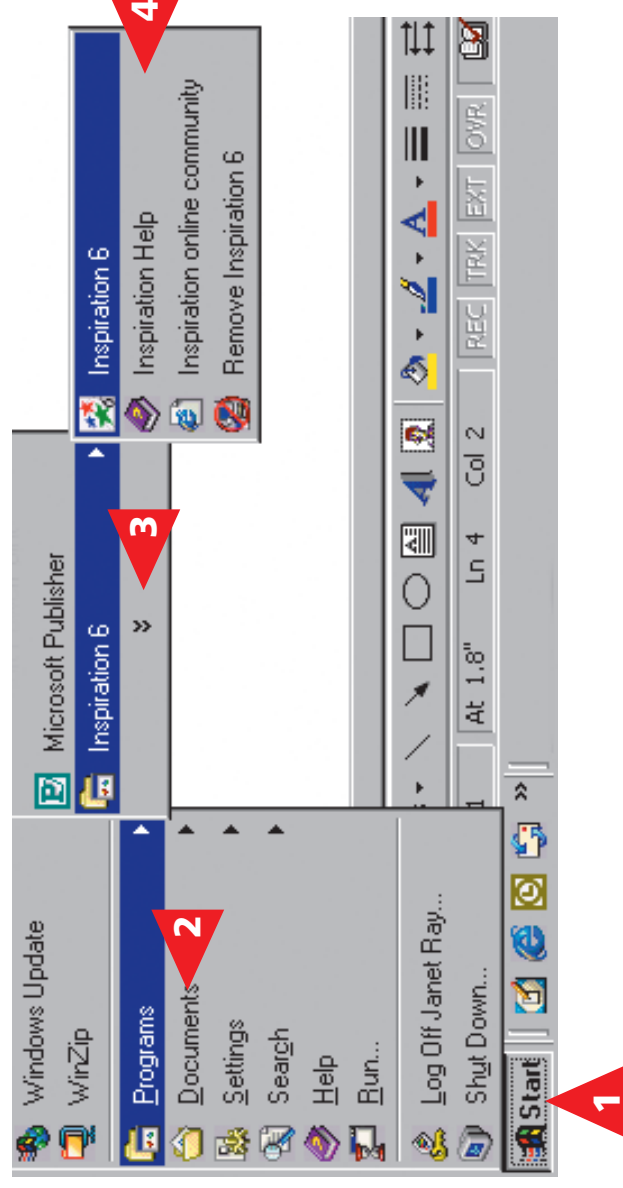 Windows Update
WinZip
Programs
Documents
Settings
Search
Help
Run...
Log Off Janet Ray...
Shut Down...
Start
Microsoft Publisher
Inspiration 6
Inspiration 6
Inspiration Help
Inspiration online community
Remove Inspiration 6
At 1.8" Ln 4 Col 2 REC TRK EXT OVR
1
2
3
4